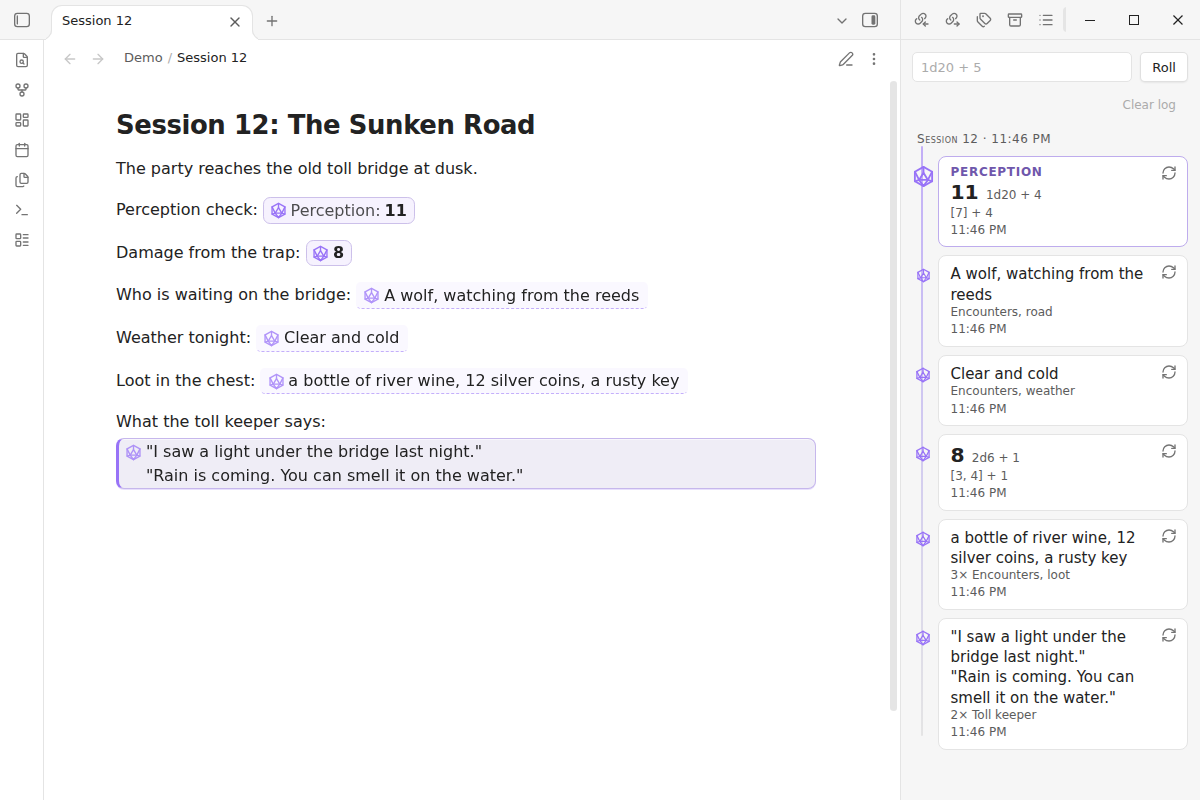 Session 12
Demo / Session 12
Session 12: The Sunken Road
The party reaches the old toll bridge at dusk.
Perception check: Perception: 11
Damage from the trap: 8
Who is waiting on the bridge: A wolf, watching from the reeds
Weather tonight: Clear and cold
Loot in the chest: a bottle of river wine, 12 silver coins, a rusty key
What the toll keeper says:
"I saw a light under the bridge last night."
"Rain is coming. You can smell it on the water."
1d20 + 5
Roll
Clear log
Session 12 · 11:46 PM
PERCEPTION
11 1d20 + 4
[7] + 4
11:46 PM
A wolf, watching from the
reeds
Encounters, road
11:46 PM
Clear and cold
Encounters, weather
11:46 PM
8 2d6 + 1
[3, 4] + 1
11:46 PM
a bottle of river wine, 12
silver coins, a rusty key
3× Encounters, loot
11:46 PM
"I saw a light under the
bridge last night."
"Rain is coming. You can
smell it on the water."
2× Toll keeper
11:46 PM